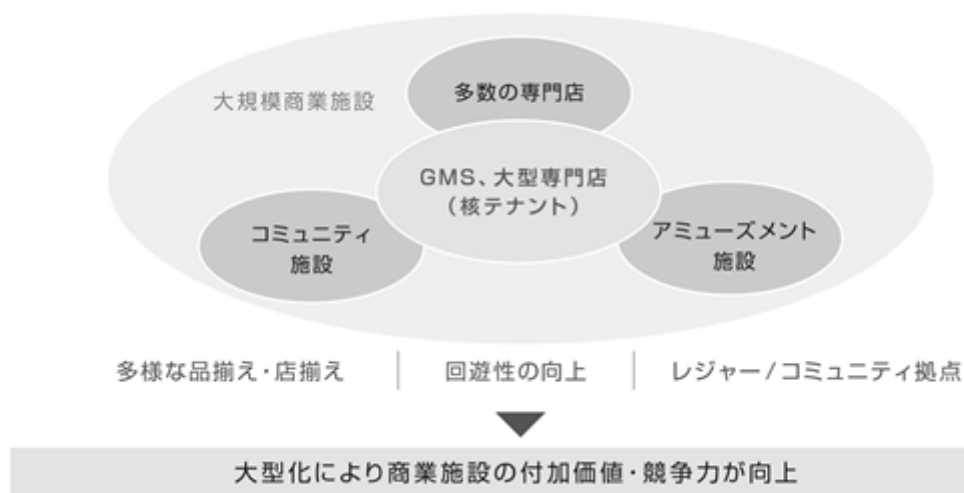 大規模商業施設
多数の専門店
GMS、大型専門店
(核テナント)
コミュニティ
施設
アミューズメント
施設
多様な品揃え・店揃え
回遊性の向上
レジャー/コミュニティ拠点
大型化により商業施設の付加価値・競争力が向上